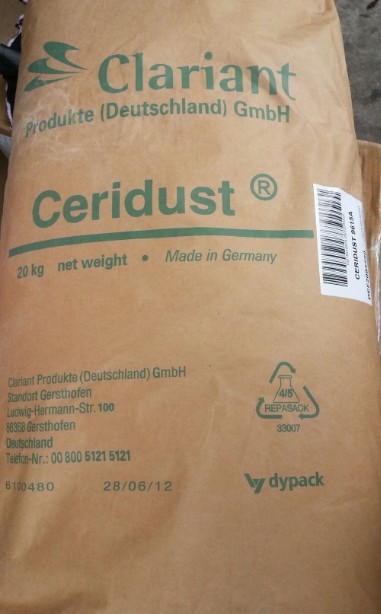 Clariant
Produkte (Deutschland) GmbH
Ceridust ®
20 kg net weight • Made in Germany
CERIDUST 9615A
Clariant Produkte (Deutschland) GmbH
Standort Gersthofen
Ludwig-Hermann-Str. 100
86368 Gersthofen
Deutschland
Telefon-Nr.: 00 800 5121 5121
4/5
REPASACK
33007
28/06/12
dypack